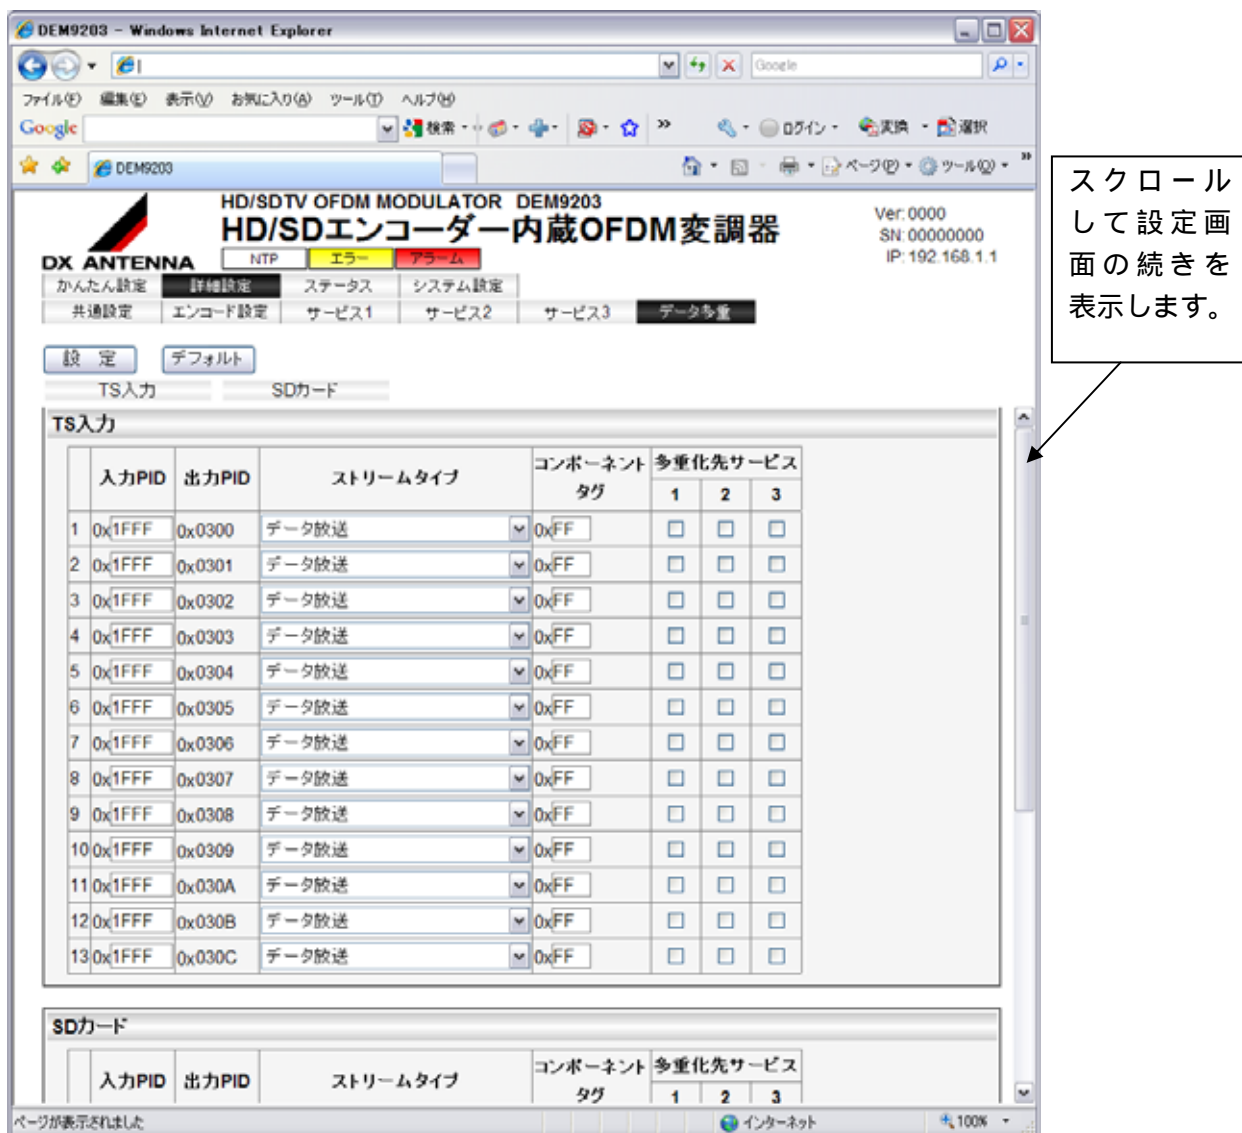 DEM9203 - Windows Internet Explorer
Google
ファイル(F) 編集(E) 表示(V) お気に入り(A) ツール(T) ヘルプ(H)
Google 検索 ログイン 変換 選択
DEM9203 ページ(P) ツール(O)
HD/SDTV OFDM MODULATOR DEM9203
HD/SDエンコーダー内蔵OFDM変調器
Ver:0000
SN:00000000
IP:192.168.1.1
DX ANTENNA
NTP エラー アラーム
かんたん設定 詳細設定 ステータス システム設定
共通設定 エンコード設定 サービス1 サービス2 サービス3 データ多重
設 定 デフォルト
TS入力 SDカード
TS入力
入力PID 出力PID ストリームタイプ コンポーネントタグ 多重化先サービス
1 2 3
1 0x1FFF 0x0300 データ放送 0xFF
2 0x1FFF 0x0301 データ放送 0xFF
3 0x1FFF 0x0302 データ放送 0xFF
4 0x1FFF 0x0303 データ放送 0xFF
5 0x1FFF 0x0304 データ放送 0xFF
6 0x1FFF 0x0305 データ放送 0xFF
7 0x1FFF 0x0306 データ放送 0xFF
8 0x1FFF 0x0307 データ放送 0xFF
9 0x1FFF 0x0308 データ放送 0xFF
10 0x1FFF 0x0309 データ放送 0xFF
11 0x1FFF 0x030A データ放送 0xFF
12 0x1FFF 0x030B データ放送 0xFF
13 0x1FFF 0x030C データ放送 0xFF
SDカード
入力PID 出力PID ストリームタイプ コンポーネントタグ 多重化先サービス
1 2 3
ページが表示されました インターネット 100%
スクロール
して設定画
面の続きを
表示します。